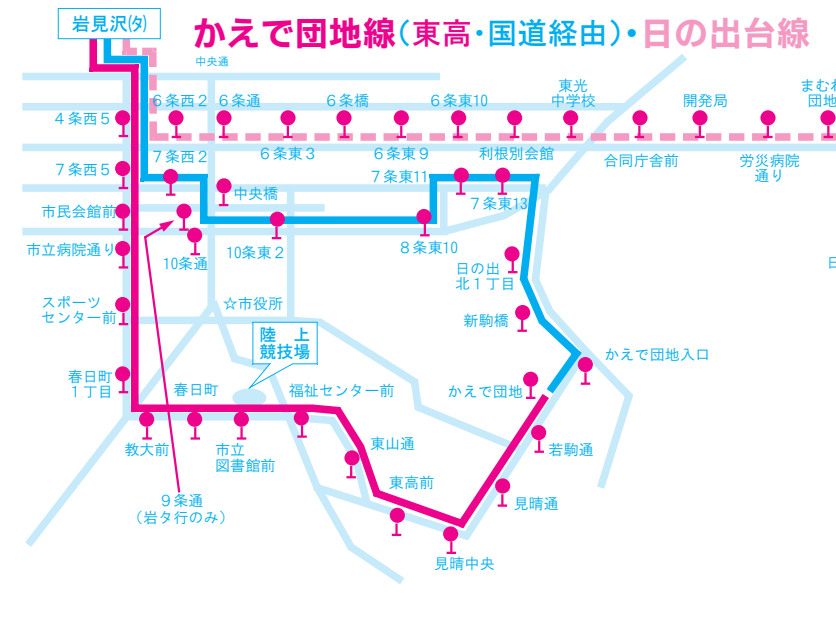 岩見沢㈲
かえで団地線(東高・国道経由)・日の出台線
中央通
東光
中学校
まむね
団地
6条西2
6条通
6条橋
6条東10
開発局
4条西5
6条東3
6条東9
利根別会館
合同庁舎前
労災病院
通り
7条西2
7条西5
7条東11
中央橋
7条東13
市民会館前
市立病院通り
10条通
10条東2
8条東10
日の出
北1丁目
スポーツ
センター前
☆市役所
新駒橋
陸 上
競技場
かえで団地入口
春日町
1丁目
春日町
福祉センター前
かえで団地
教大前
市立
図書館前
東山通
若駒通
東高前
9条通
(岩タ行のみ)
見晴通
見晴中央